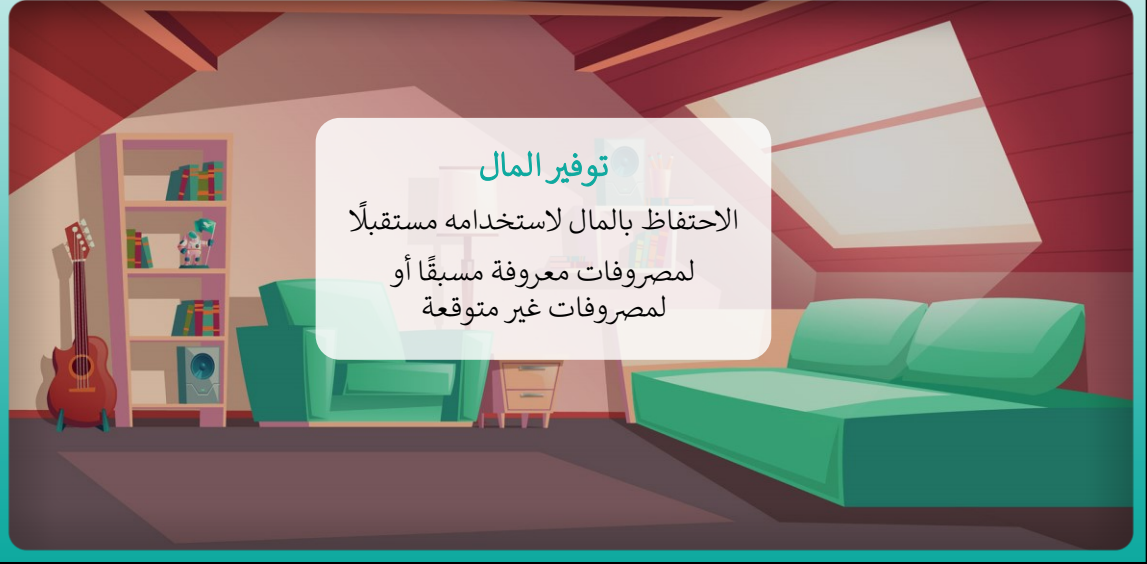 توفير المال
الاحتفاظ بالمال لاستخدامه مستقبلًا
لمصروفات معروفة مسبقًا أو
لمصروفات غير متوقعة